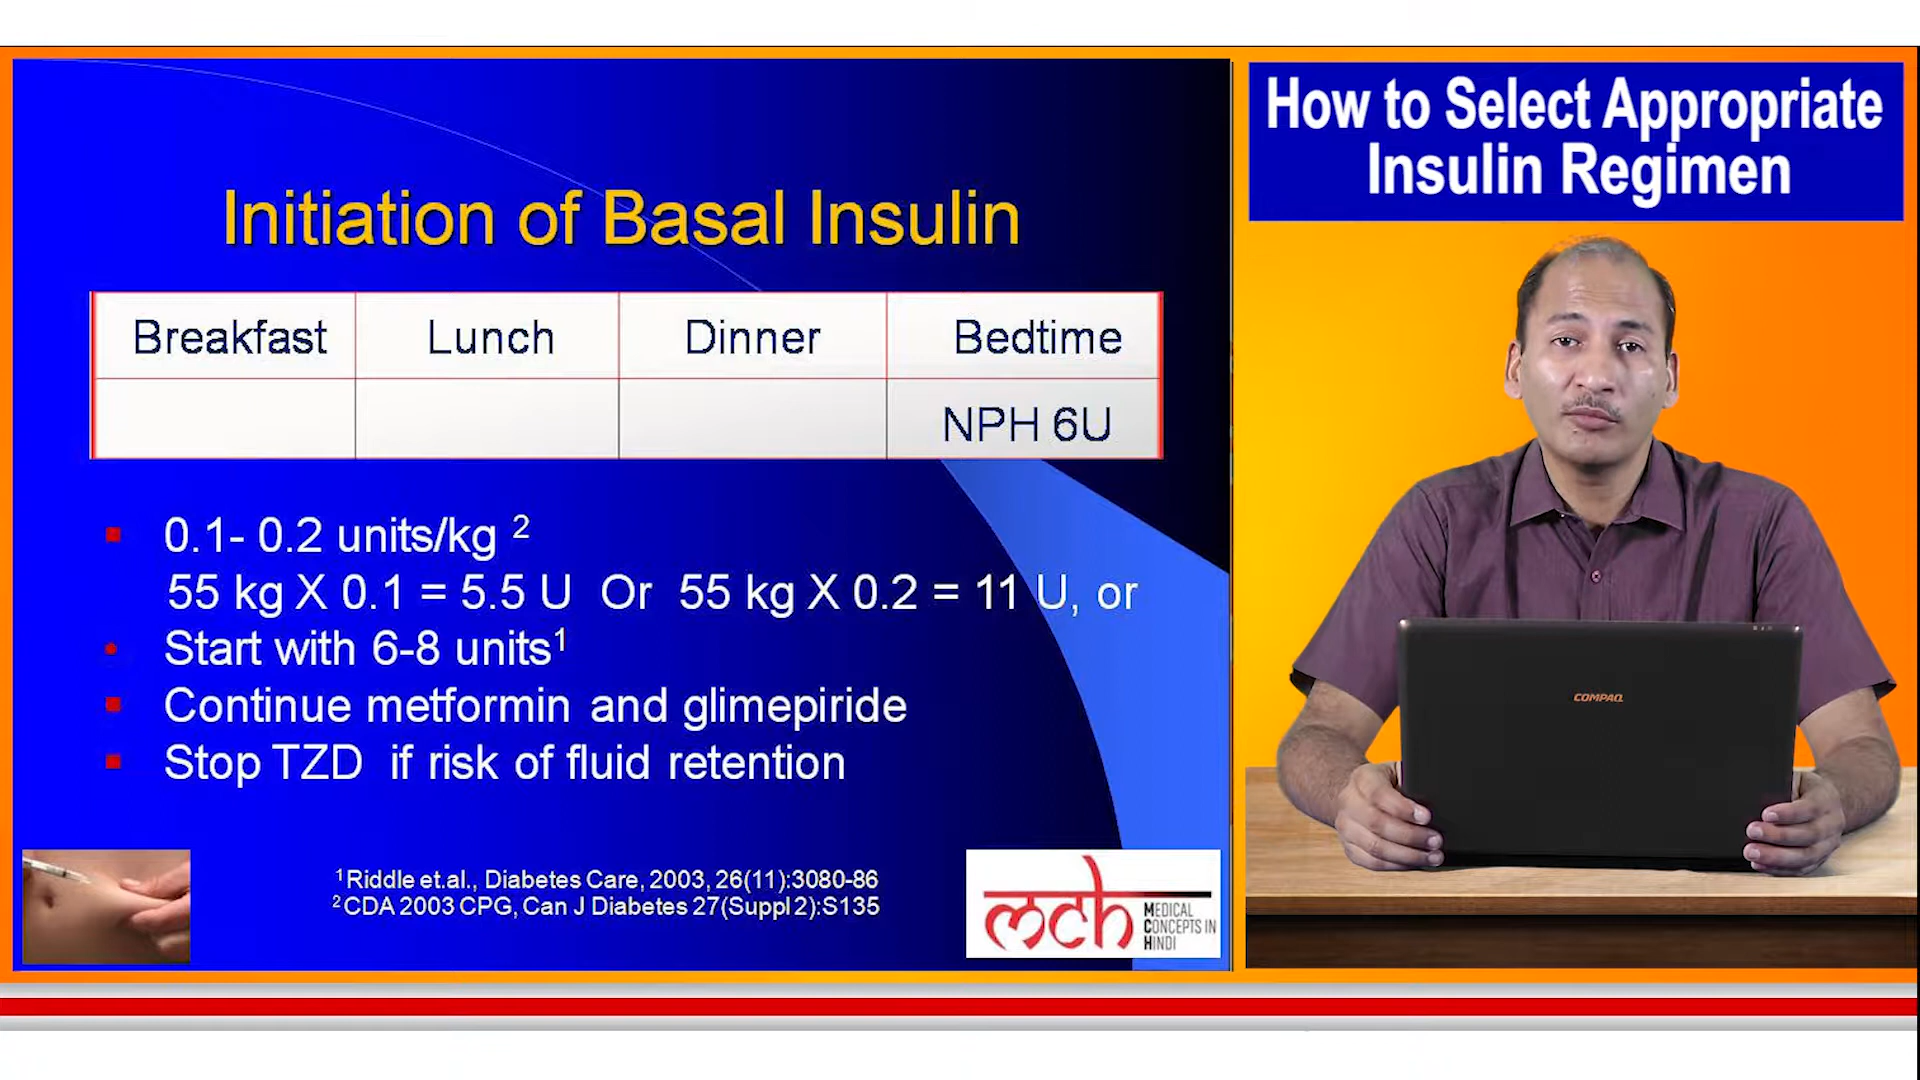 How to Select Appropriate
Insulin Regimen
Initiation of Basal Insulin
Breakfast Lunch Dinner Bedtime
NPH 6U
0.1- 0.2 units/kg 2
55 kg X 0.1 = 5.5 U Or 55 kg X 0.2 = 11 U, or
Start with 6-8 units1
Continue metformin and glimepiride
Stop TZD if risk of fluid retention
1Riddle et.al., Diabetes Care, 2003, 26(11):3080-86
2CDA 2003 CPG, Can J Diabetes 27(Suppl 2):S135
mch
MEDICAL
CONCEPTS IN
HINDI
COMPAQ